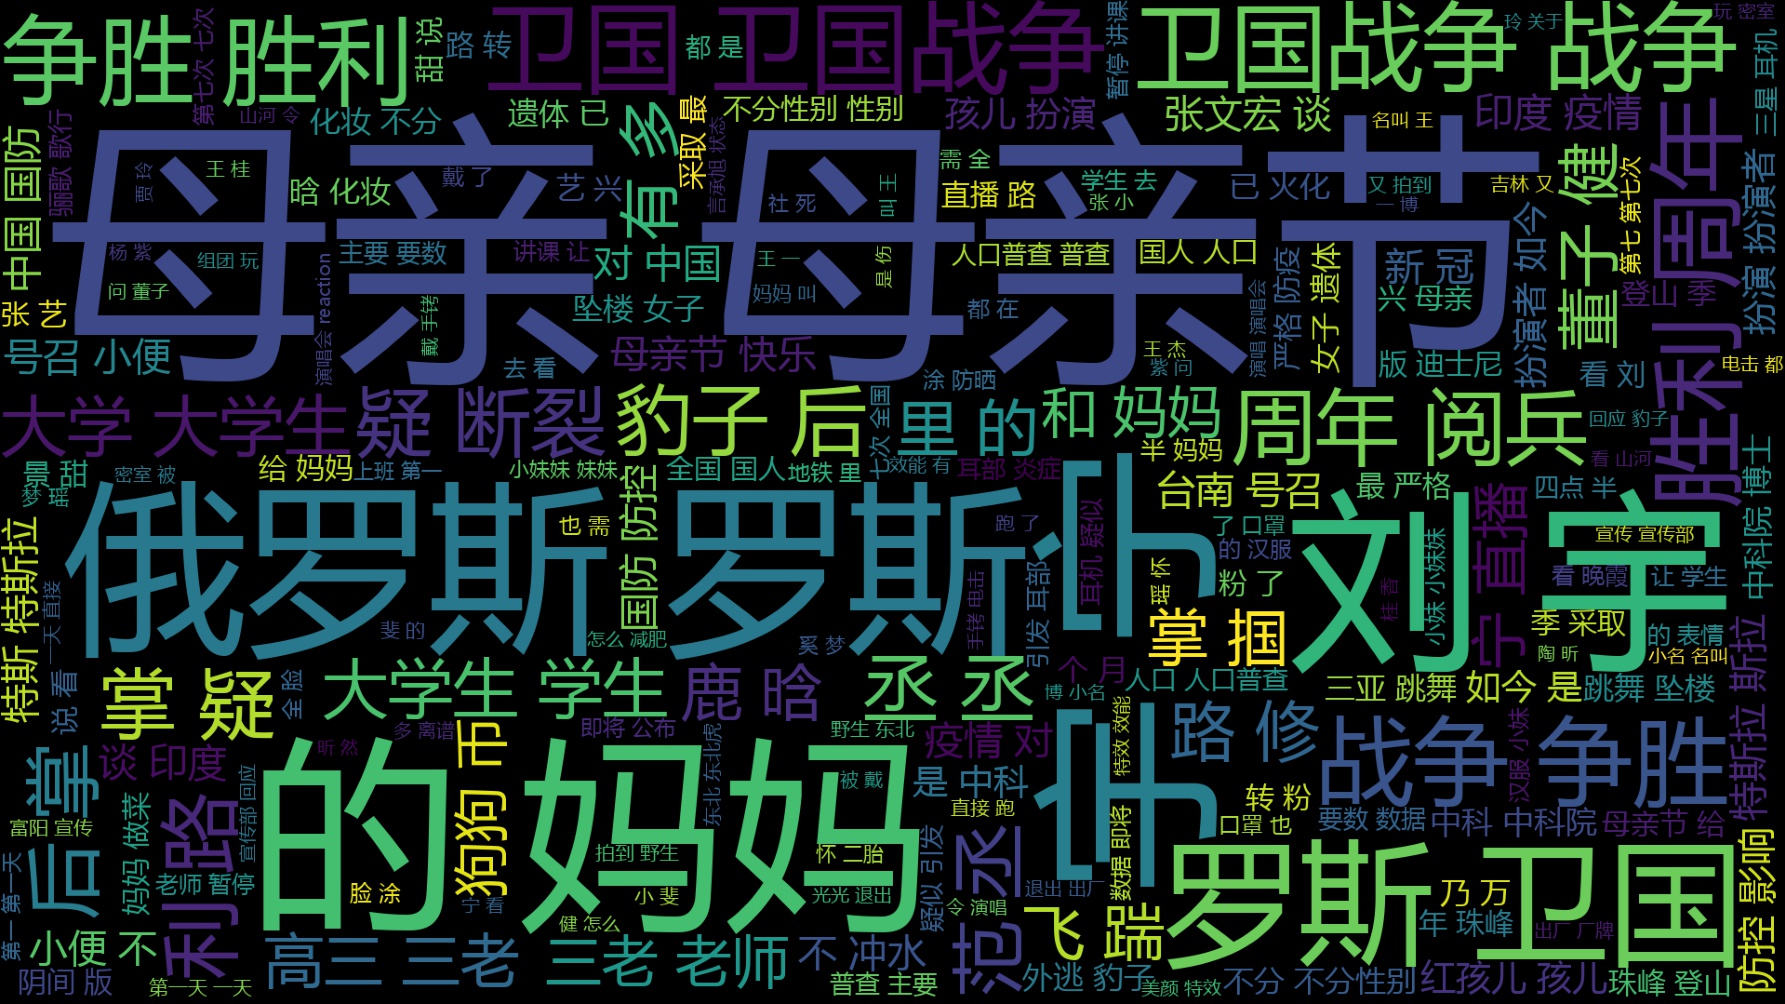 争胜 胜利
第七次 七次
甜 说
路 转
卫国 卫国战争
都 是
暂停 讲课
卫国战争 战争
玲 关于
玩 密室
三星 耳机
中国 国防
骊歌 歌行
山河 令
化妆 不分
遗体 已
有 多
采取 最
不分性别 性别
言承旭 状态
孩儿 扮演
张文宏 谈
名叫 王
印度 疫情
董子 健
第七 第七次
胜利 周年
扮演 扮演者
母亲 母亲节
贾 玲
王 桂
晗 化妆
戴 了
艺 兴
社 死
叫 王
需 全
直播 路
学生 去
张 小
已 火化
又 拍到
一 博
吉林 又
扮演者 如今
杨 紫
组团 玩
主要 要数
讲课 让
对 中国
王 一
是 伤
人口普查 普查
国人 人口
严格 防疫
女子 遗体
新 冠
登山 季
问 董子
张 艺
坠楼 女子
妈妈 叫
都 在
兴 母亲
演唱 演唱会
戴 手铐
演唱会 reaction
号召 小便
母亲节 快乐
去 看
王 杰
紫 问
版 迪士尼
看 刘
电击 都
大学 大学生
疑 断裂
豹子 后
涂 防晒
七次 全国
里 的
和 妈妈
周年 阅兵
回应 豹子
半 妈妈
景 甜
密室 被
梦 瑶
给 妈妈
上班 第一
小妹妹 妹妹
全国 国人
地铁 里
效能 有
耳部 炎症
台南 号召
最 严格
四点 半
看 山河
中科院 博士
特斯 特斯拉
一天 直接
俄罗斯 罗斯
也 需
国防 防控
跑 了
耳机 疑似
引发 耳部
手铐 电击
了 口罩
的 汉服
瑶 怀
粉 了
刘 宇
桂 香
小妹 小妹妹
宁 直播
宣传 宣传部
看 晚霞
让 学生
季 采取
的 表情
小名 名叫
陶 昕
特斯拉 斯拉
斐 的
怎么 减肥
奚 梦
掌 掴
掌 疑
全 脸
说 看
大学生 学生
鹿 晗
丞 丞
个 月
人口 人口普查
博 小名
三亚 跳舞
如今 是
跳舞 坠楼
即将 公布
多 离谱
昕 然
野生 东北
疫情 对
特效 效能
路 修
战争 争胜
汉服 小妹
后 掌
谈 印度
狗狗 币
东北 东北虎
被 戴
是 中科
直接 跑
转 粉
口罩 也
要数 数据
中科 中科院
母亲节 给
富阳 宣传
妈妈 做菜
宣传部 回应
利 路
的 妈妈
拍到 野生
怀 二胎
疑似 引发
范 丞
数据 即将
罗斯 卫国
防控 影响
第一 第一天
老师 暂停
脸 涂
宁 看
小 斐
光光 退出
令 演唱
退出 出厂
乃 万
年 珠峰
出厂 厂牌
健 怎么
小便 不
高三 三老
三老 老师
不 冲水
飞 踹
外逃 豹子
阴间 版
第一天 一天
普查 主要
美颜 特效
不分 不分性别
红孩儿 孩儿
珠峰 登山